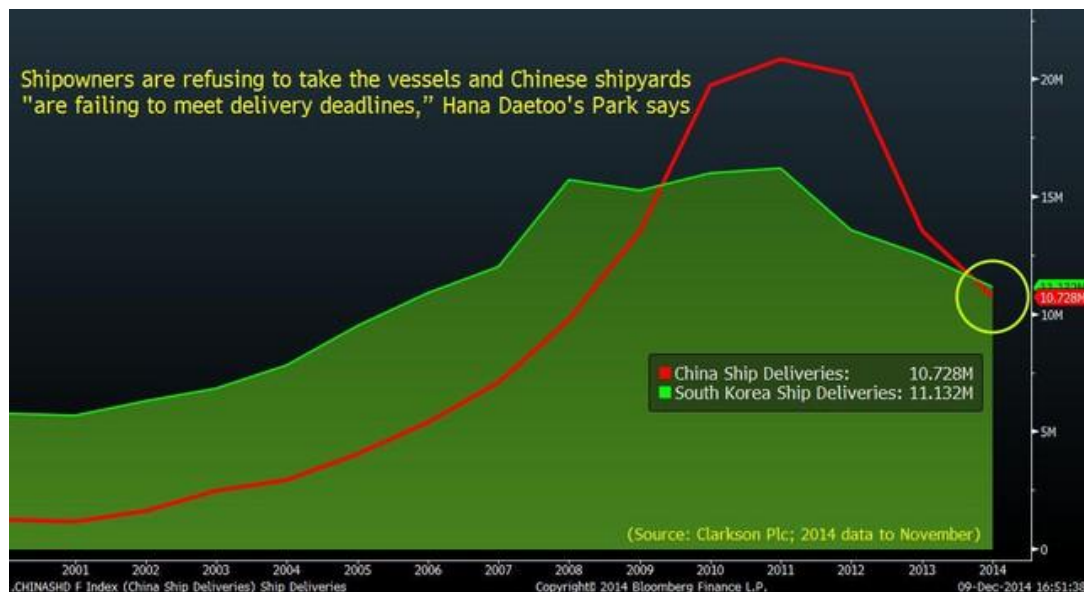 Shipowners are refusing to take the vessels and Chinese shipyards
"are failing to meet delivery deadlines,” Hana Daetoo's Park says
20M
15M
10.728M
10M
China Ship Deliveries: 10.728M
South Korea Ship Deliveries: 11.132M
5M
(Source: Clarkson Plc; 2014 data to November)
0
2001 2002 2003 2004 2005 2006 2007 2008 2009 2010 2011 2012 2013 2014
.CHINASHD F Index (China Ship Deliveries) Ship Deliveries Copyright© 2014 Bloomberg Finance L.P. 09-Dec-2014 16:51:38